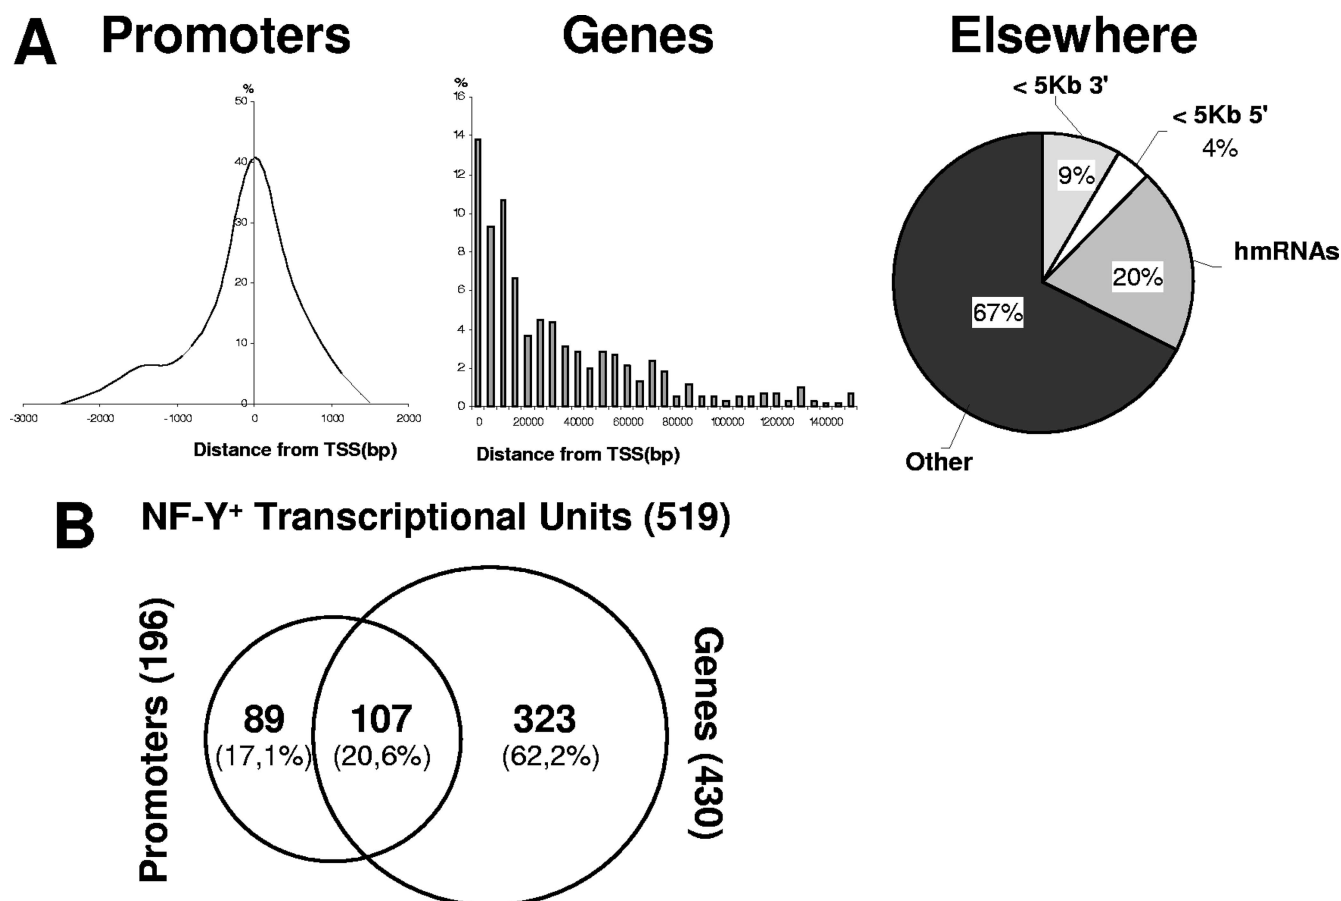 A
Promoters
Genes
Elsewhere
%
50
40
30
20
10
0
-3000
-2000
-1000
0
1000
2000
Distance from TSS(bp)
%
16
14
12
10
8
6
4
2
0
0
20000
40000
60000
80000
100000
120000
140000
Distance from TSS(bp)
< 5Kb 3'
< 5Kb 5'
4%
9%
hmRNAs
20%
67%
Other
B
NF-Y+ Transcriptional Units (519)
Promoters (196)
89
(17,1%)
107
(20,6%)
323
(62,2%)
Genes (430)